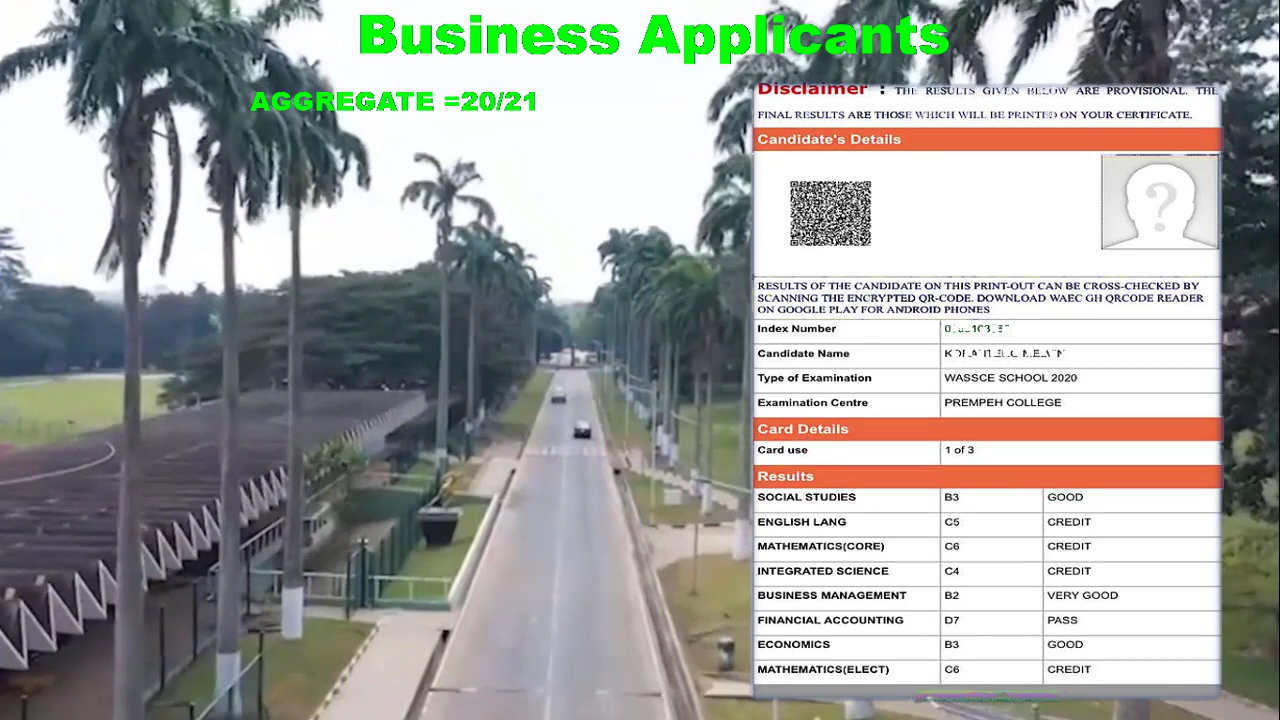 Business Applicants
AGGREGATE =20/21
Disclaimer : THE RESULTS GIVEN BELOW ARE PROVISIONAL. THE
FINAL RESULTS ARE THOSE WHICH WILL BE PRINTED ON YOUR CERTIFICATE.
Candidate's Details
RESULTS OF THE CANDIDATE ON THIS PRINT-OUT CAN BE CROSS-CHECKED BY
SCANNING THE ENCRYPTED QR-CODE. DOWNLOAD WAEC GH QRCODE READER
ON GOOGLE PLAY FOR ANDROID PHONES
Index Number
Candidate Name
Type of Examination WASSCE SCHOOL 2020
Examination Centre PREMPEH COLLEGE
Card Details
Card use 1 of 3
Results
SOCIAL STUDIES B3 GOOD
ENGLISH LANG C5 CREDIT
MATHEMATICS(CORE) C6 CREDIT
INTEGRATED SCIENCE C4 CREDIT
BUSINESS MANAGEMENT B2 VERY GOOD
FINANCIAL ACCOUNTING D7 PASS
ECONOMICS B3 GOOD
MATHEMATICS(ELECT) C6 CREDIT